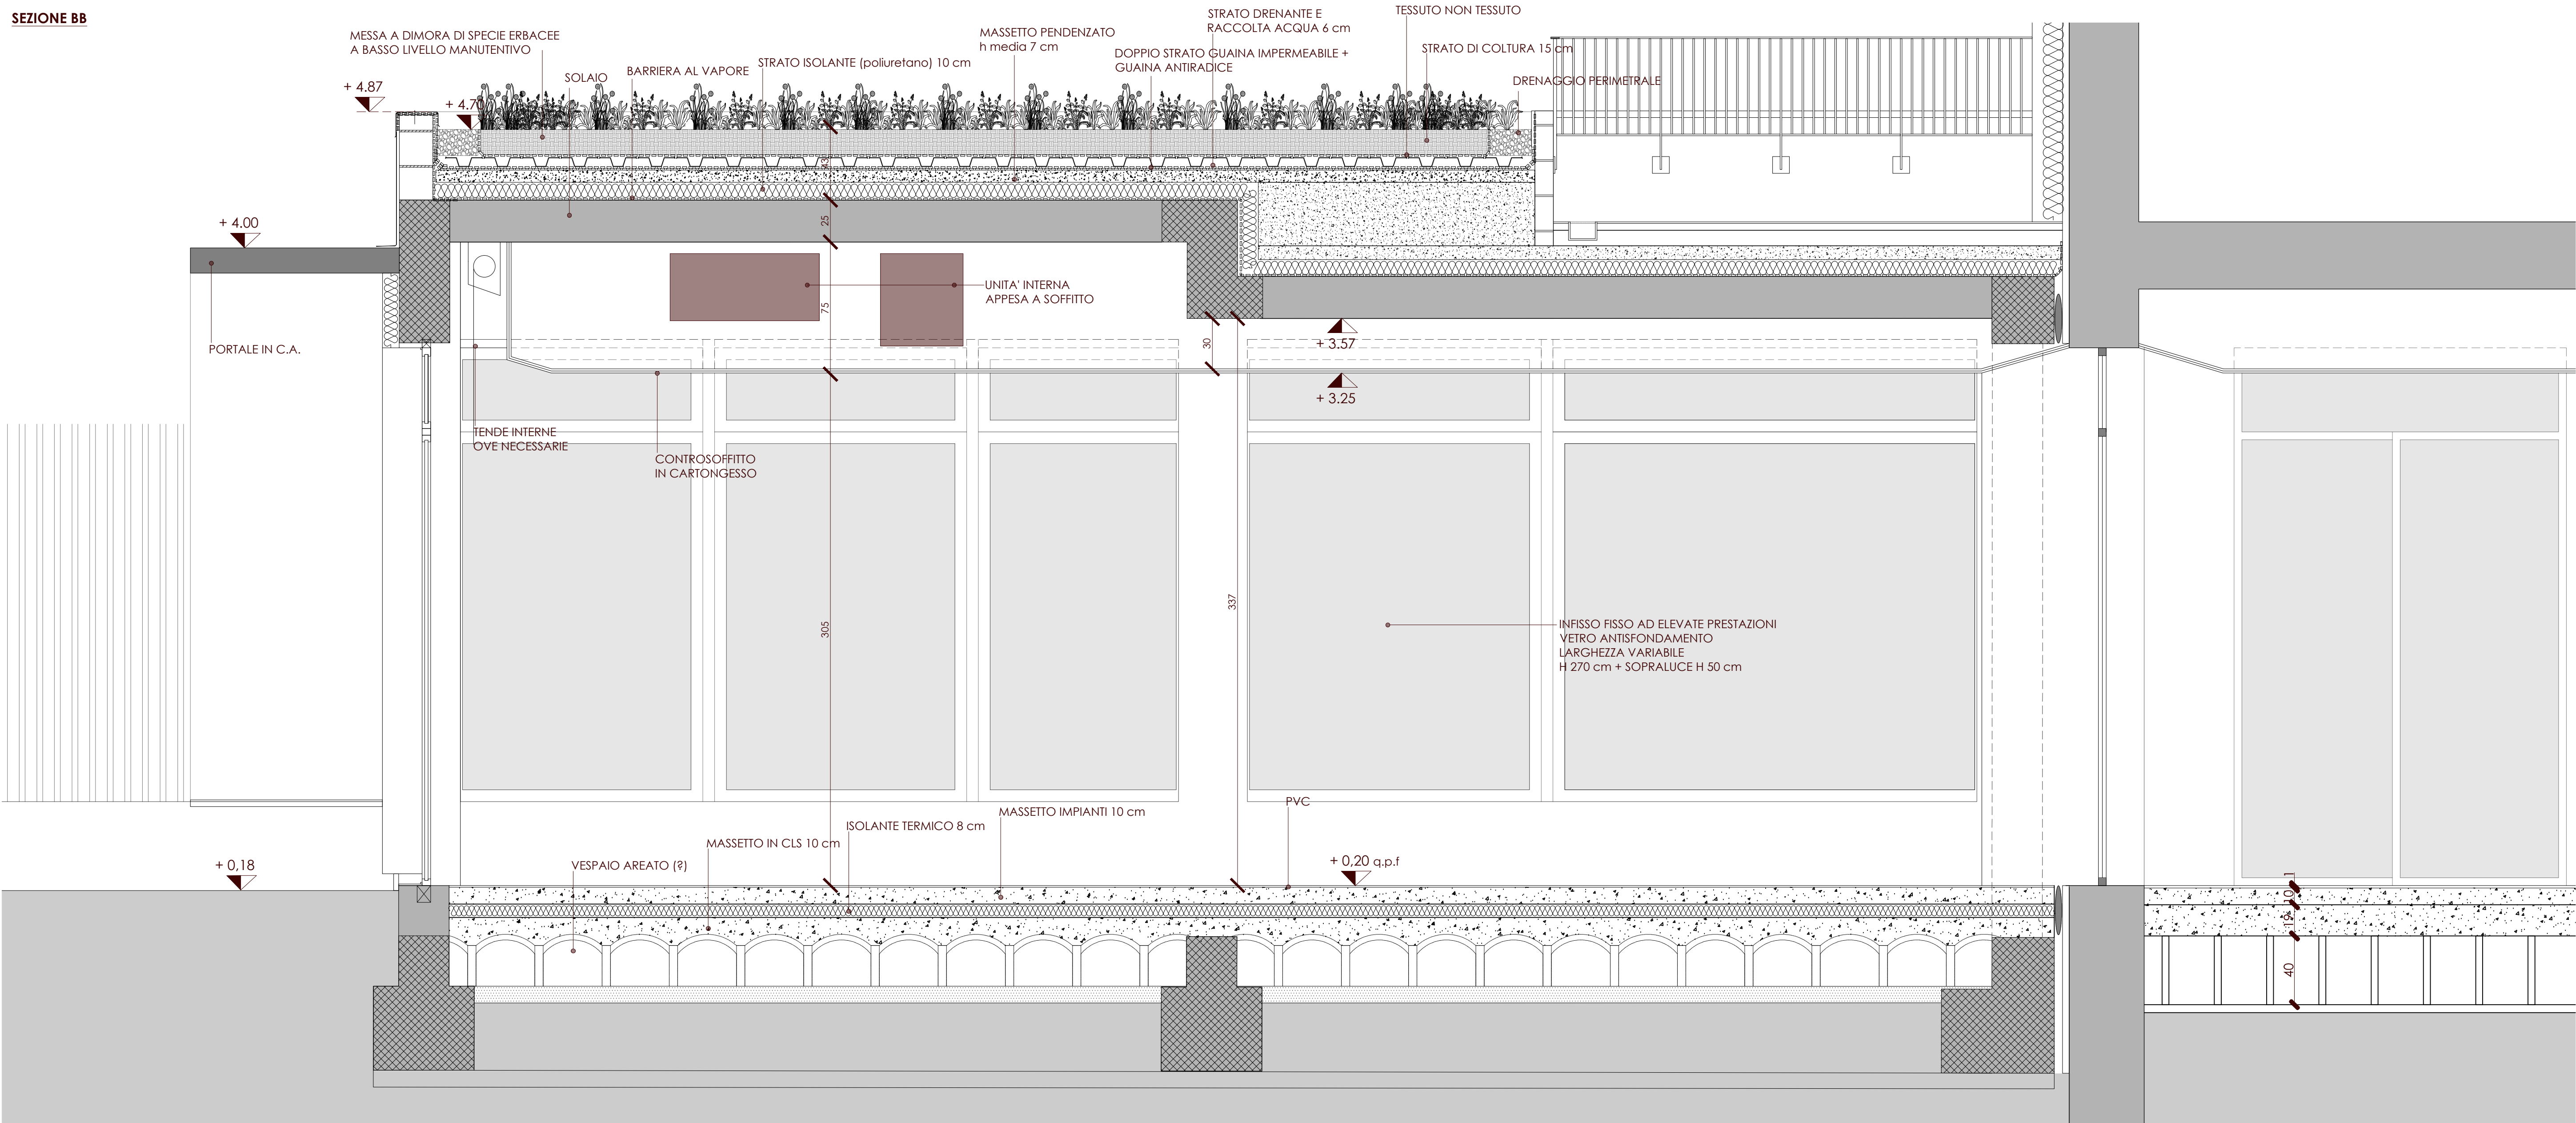 SEZIONE BB
MESSA A DIMORA DI SPECIE ERBACEE
A BASSO LIVELLO MANUTENTIVO
SOLAIO
BARRIERA AL VAPORE
STRATO ISOLANTE (poliuretano) 10 cm
MASSETTO PENDENZATO
h media 7 cm
DOPPIO STRATO GUAINA IMPERMEABILE +
GUAINA ANTIRADICE
STRATO DRENANTE E
RACCOLTA ACQUA 6 cm
TESSUTO NON TESSUTO
STRATO DI COLTURA 15 cm
DRENAGGIO PERIMETRALE
+ 4.87
+ 4.70
43
25
+ 4.00
75
UNITA' INTERNA
APPESA A SOFFITTO
PORTALE IN C.A.
30
+ 3.57
+ 3.25
TENDE INTERNE
OVE NECESSARIE
CONTROSOFFITTO
IN CARTONGESSO
305
337
INFISSO FISSO AD ELEVATE PRESTAZIONI
VETRO ANTISFONDAMENTO
LARGHEZZA VARIABILE
H 270 cm + SOPRALUCE H 50 cm
PVC
MASSETTO IMPIANTI 10 cm
ISOLANTE TERMICO 8 cm
MASSETTO IN CLS 10 cm
VESPAIO AREATO (?)
+ 0,18
+ 0,20 q.p.f
1
10
19
40